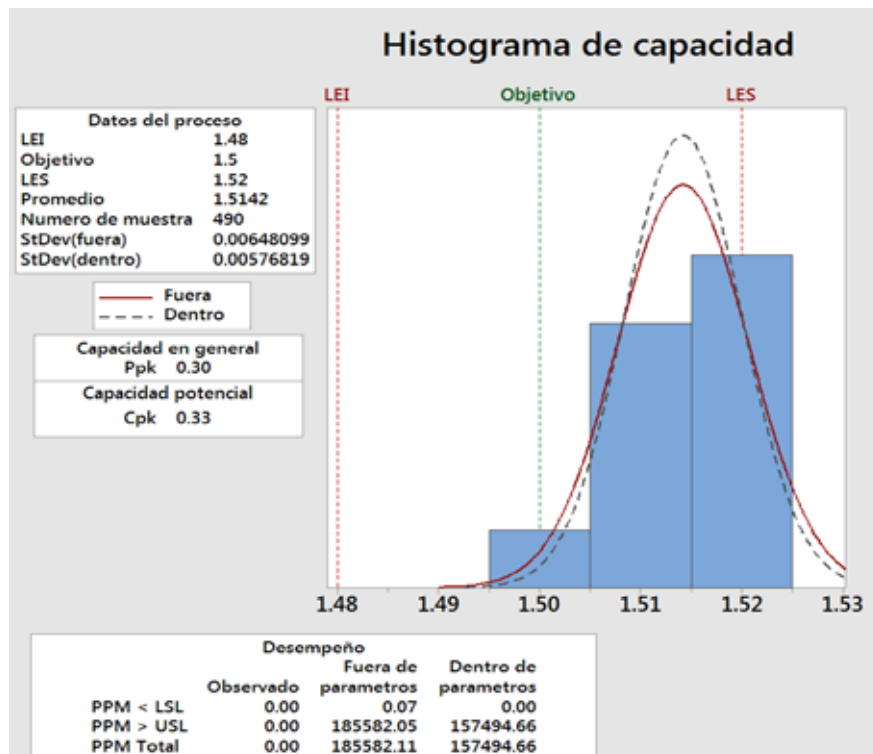 Histograma de capacidad
LEI Objetivo LES
Datos del proceso
LEI 1.48
Objetivo 1.5
LES 1.52
Promedio 1.5142
Numero de muestra 490
StDev(fuera) 0.00648099
StDev(dentro) 0.00576819
Fuera
Dentro
Capacidad en general
Ppk 0.30
Capacidad potencial
Cpk 0.33
1.48 1.49 1.50 1.51 1.52 1.53
Desempeño
Fuera de Dentro de
Observado parametros parametros
PPM < LSL 0.00 0.07 0.00
PPM > USL 0.00 185582.05 157494.66
PPM Total 0.00 185582.11 157494.66